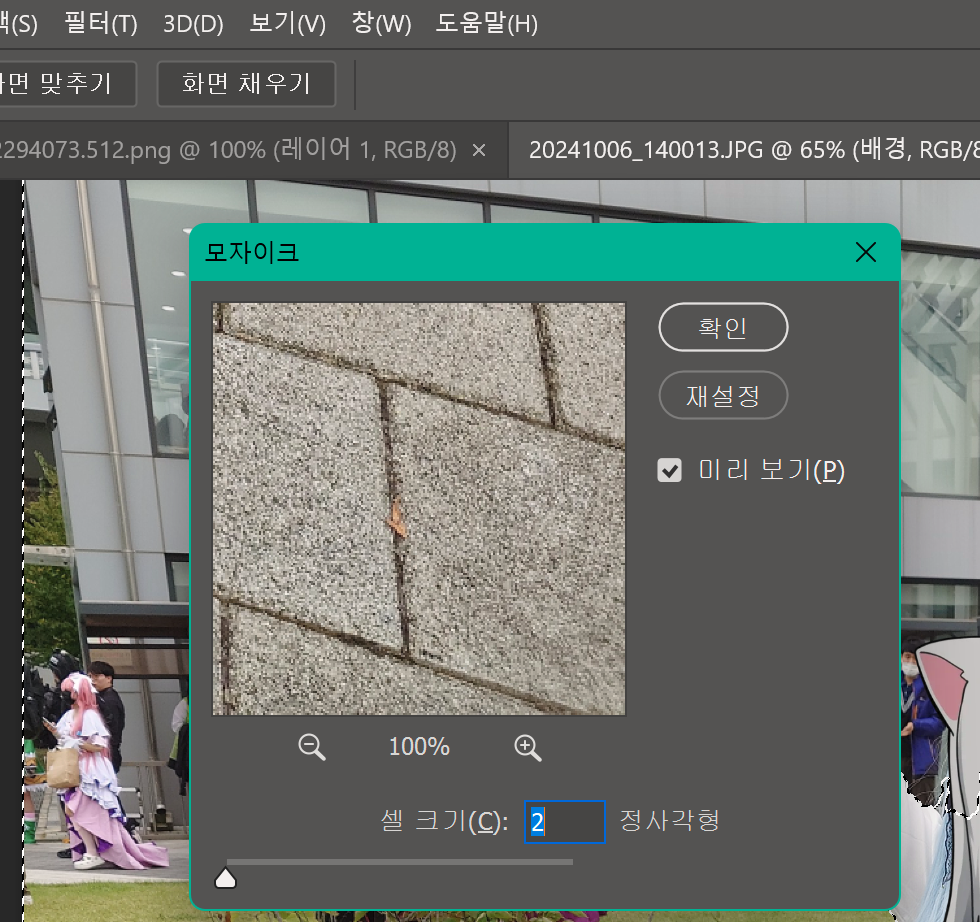 택(S) 필터(T) 3D(D) 보기(V) 창(W) 도움말(H)
면 맞추기 화면 채우기
2294073.512.png @ 100% (레이어 1, RGB/8) × 20241006_140013.JPG @ 65% (배경, RGB/8
모자이크
확인
재설정
미리 보기(P)
100%
셀 크기(C): 2 정사각형